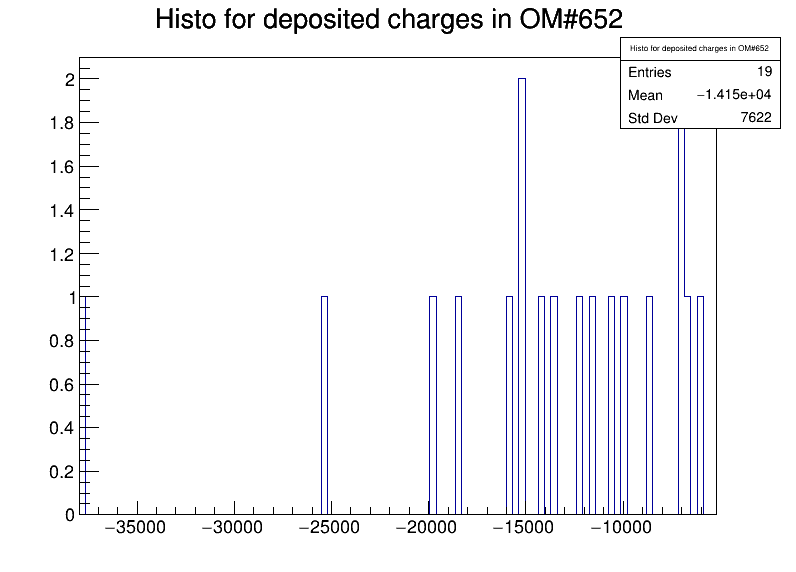 Histo for deposited charges in OM#652
Histo for deposited charges in OM#652
Entries 19
Mean −1.415e+04
Std Dev 7622
2
1.8
1.6
1.4
1.2
1
0.8
0.6
0.4
0.2
0
−35000 −30000 −25000 −20000 −15000 −10000